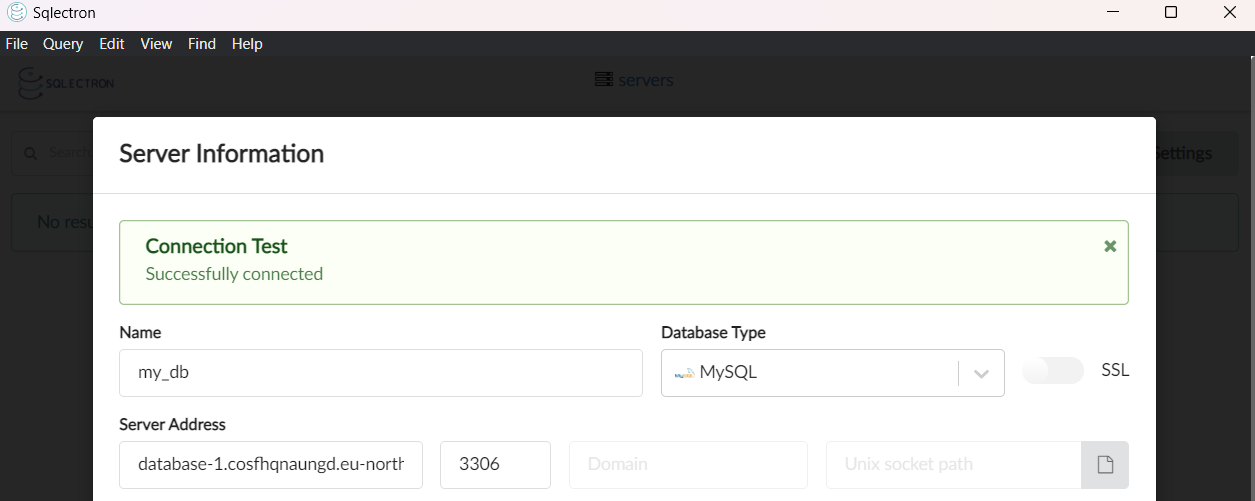 Sqlectron
File Query Edit View Find Help
SQLECTRON
servers
Search
Settings
No resu
Server Information
Connection Test
Successfully connected
Name
Database Type
my_db
MySQL
SSL
Server Address
database-1.cosfhqnaungd.eu-north
3306
Domain
Unix socket path